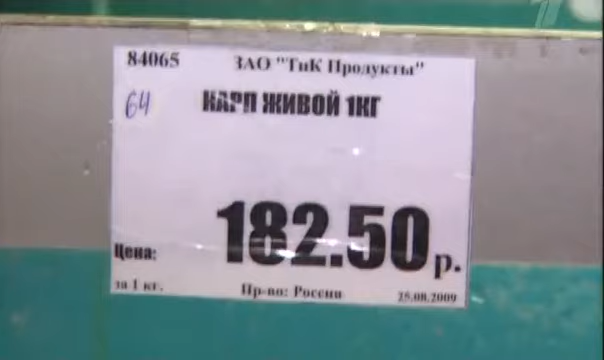 84065 ЗАО "ТиК Продукты"
64 КАРП ЖИВОЙ 1КГ
Цена: 182.50 р.
за 1 кг. Пр-во: Россия 25.08.2009